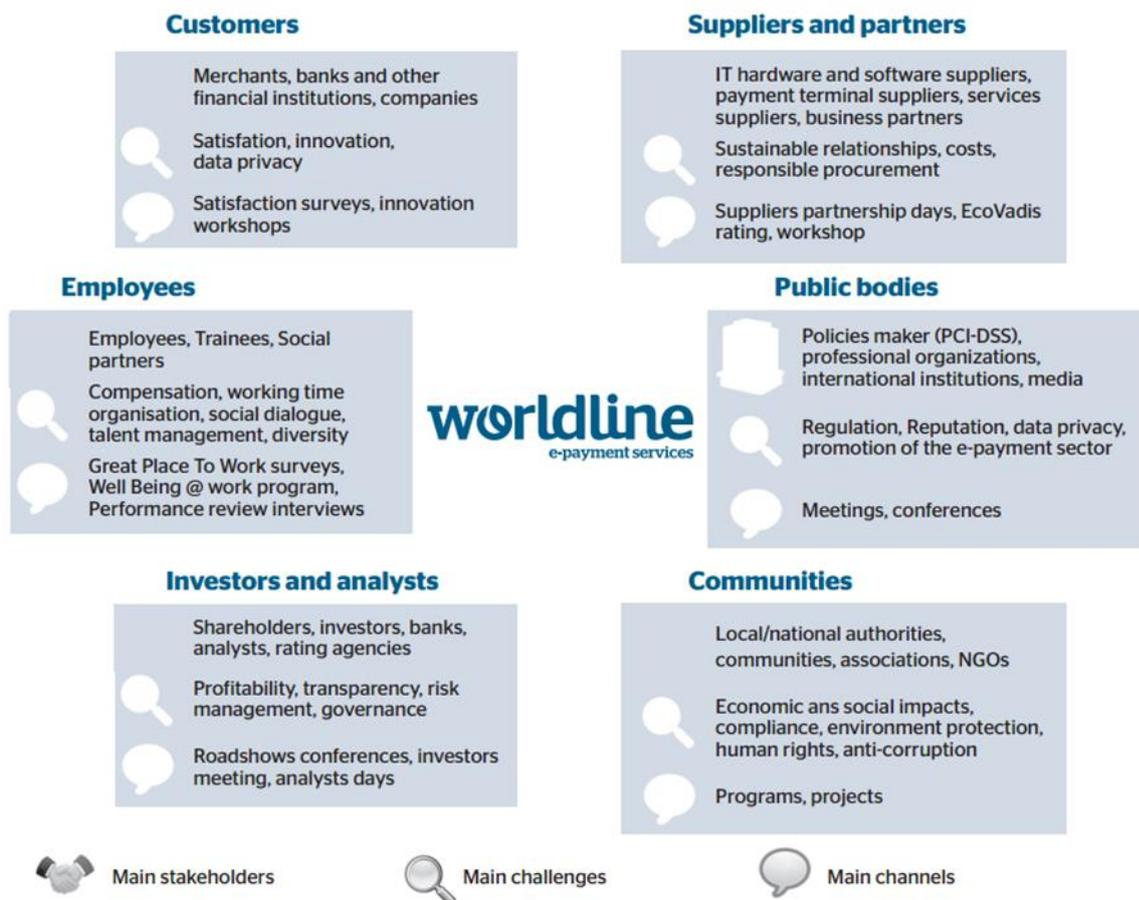 Customers
Merchants, banks and other
financial institutions, companies
Satisfation, innovation,
data privacy
Satisfaction surveys, innovation
workshops
Suppliers and partners
IT hardware and software suppliers,
payment terminal suppliers, services
suppliers, business partners
Sustainable relationships, costs,
responsible procurement
Suppliers partnership days, EcoVadis
rating, workshop
Employees
Employees, Trainees, Social
partners
Compensation, working time
organisation, social dialogue,
talent management, diversity
Great Place To Work surveys,
Well Being @ work program,
Performance review interviews
worldline
e-payment services
Public bodies
Policies maker (PCI-DSS),
professional organizations,
international institutions, media
Regulation, Reputation, data privacy,
promotion of the e-payment sector
Meetings, conferences
Investors and analysts
Shareholders, investors, banks,
analysts, rating agencies
Profitability, transparency, risk
management, governance
Roadshows conferences, investors
meeting, analysts days
Communities
Local/national authorities,
communities, associations, NGOs
Economic ans social impacts,
compliance, environment protection,
human rights, anti-corruption
Programs, projects
Main stakeholders
Main challenges
Main channels